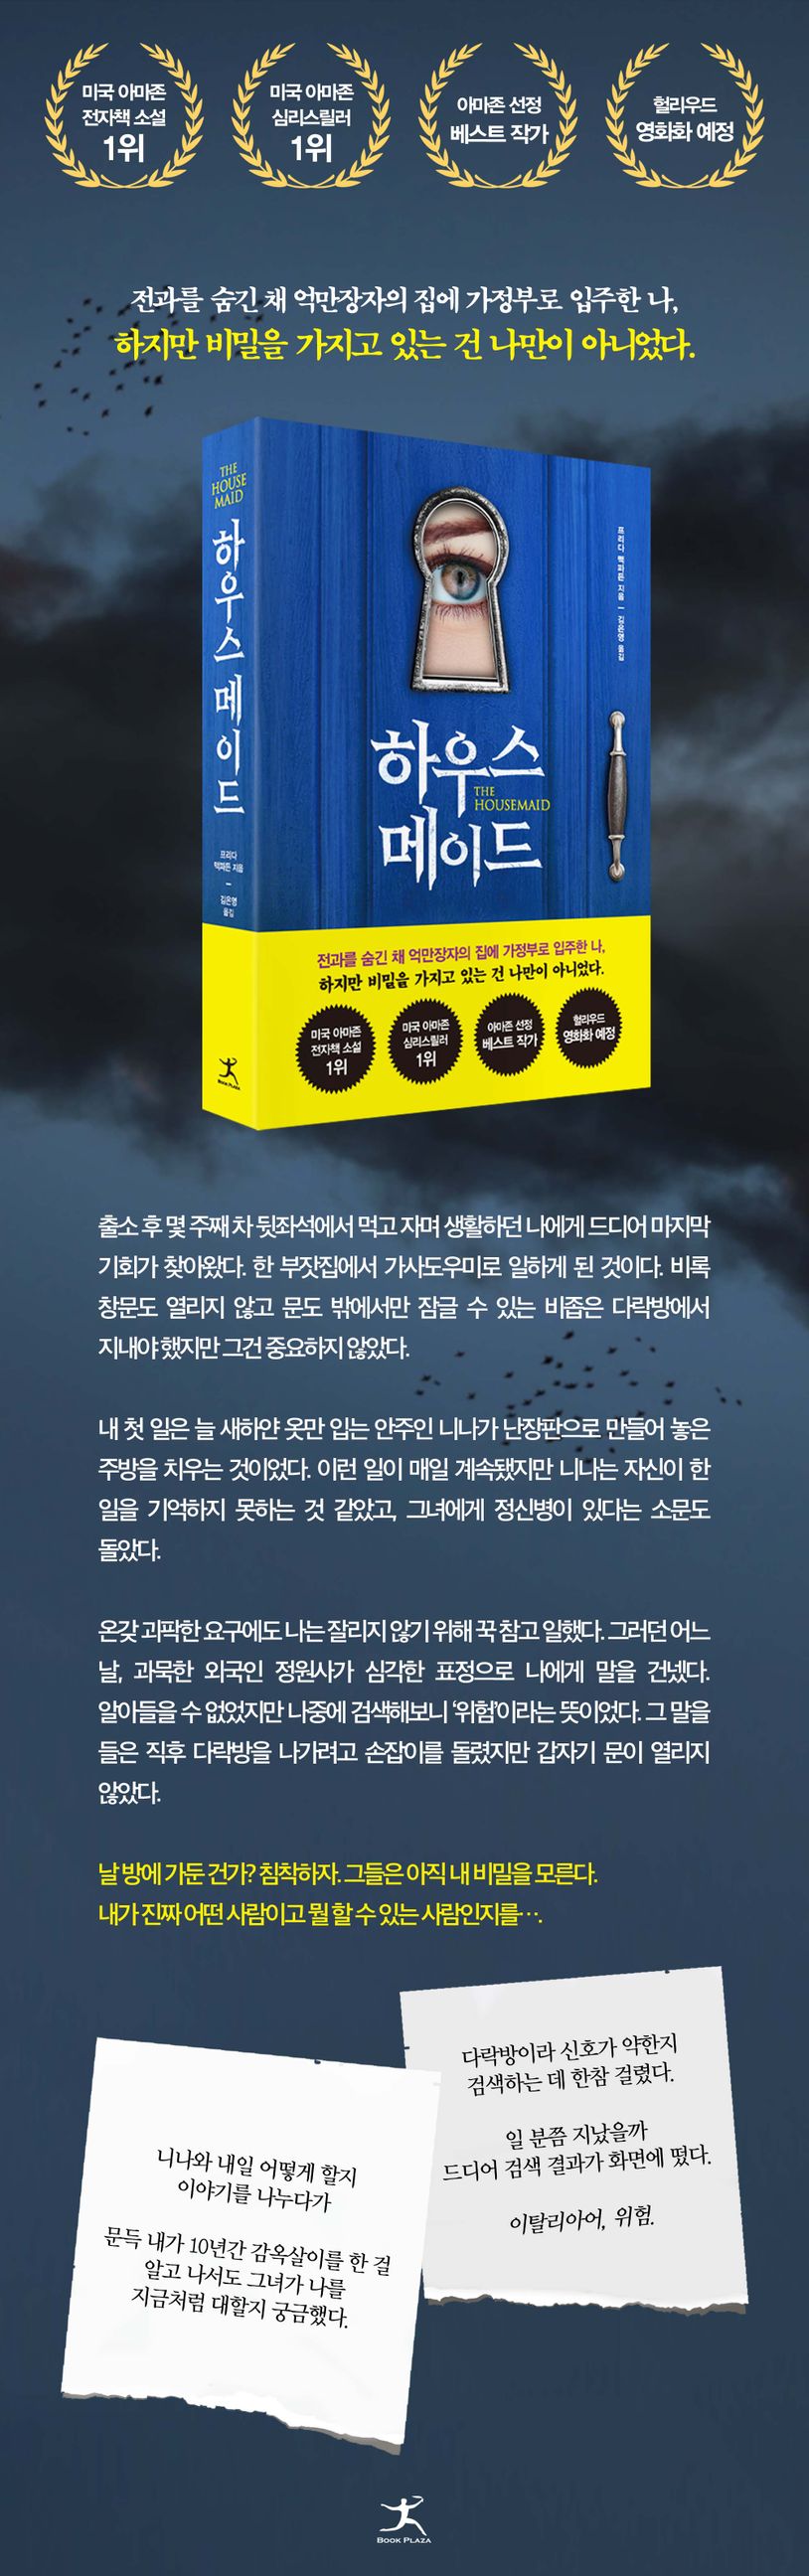 미국 아마존
전자책 소설
1위
미국 아마존
심리스릴러
1위
아마존 선정
베스트 작가
헐리우드
영화화 예정
전과를 숨긴 채 억만장자의 집에 가정부로 입주한 나,
하지만 비밀을 가지고 있는 건 나만이 아니었다.
THE
HOUSE
MAID
하우스메이드
프리다
맥파든 지음
김은영
옮김
BOOK PLAZA
프리다 맥파든 지음 ― 김은영 옮김
하우스
THE
HOUSEMAID
메이드
전과를 숨긴 채 억만장자의 집에 가정부로 입주한 나,
하지만 비밀을 가지고 있는 건 나만이 아니었다.
미국 아마존
전자책 소설
1위
미국 아마존
심리스릴러
1위
아마존 선정
베스트 작가
헐리우드
영화화 예정
출소 후 몇 주째 차 뒷좌석에서 먹고 자며 생활하던 나에게 드디어 마지막
기회가 찾아왔다. 한 부잣집에서 가사도우미로 일하게 된 것이다. 비록
창문도 열리지 않고 문도 밖에서만 잠글 수 있는 비좁은 다락방에서
지내야 했지만 그건 중요하지 않았다.
내 첫 일은 늘 새하얀 옷만 입는 안주인 니나가 난장판으로 만들어 놓은
주방을 치우는 것이었다. 이런 일이 매일 계속됐지만 니나는 자신이 한
일을 기억하지 못하는 것 같았고, 그녀에게 정신병이 있다는 소문도
돌았다.
온갖 괴팍한 요구에도 나는 잘리지 않기 위해 꾹 참고 일했다. 그러던 어느
날, 과묵한 외국인 정원사가 심각한 표정으로 나에게 말을 건넸다.
알아들을 수 없었지만 나중에 검색해보니 ‘위험’이라는 뜻이었다. 그 말을
들은 직후 다락방을 나가려고 손잡이를 돌렸지만 갑자기 문이 열리지
않았다.
날 방에 가둔 건가? 침착하자. 그들은 아직 내 비밀을 모른다.
내가 진짜 어떤 사람이고 뭘 할 수 있는 사람인지를….
다락방이라 신호가 약한지
검색하는 데 한참 걸렸다.
일 분쯤 지났을까
드디어 검색 결과가 화면에 떴다.
이탈리아어, 위험.
니나와 내일 어떻게 할지
이야기를 나누다가
문득 내가 10년간 감옥살이를 한 걸
알고 나서도 그녀가 나를
지금처럼 대할지 궁금했다.
BOOK PLAZA